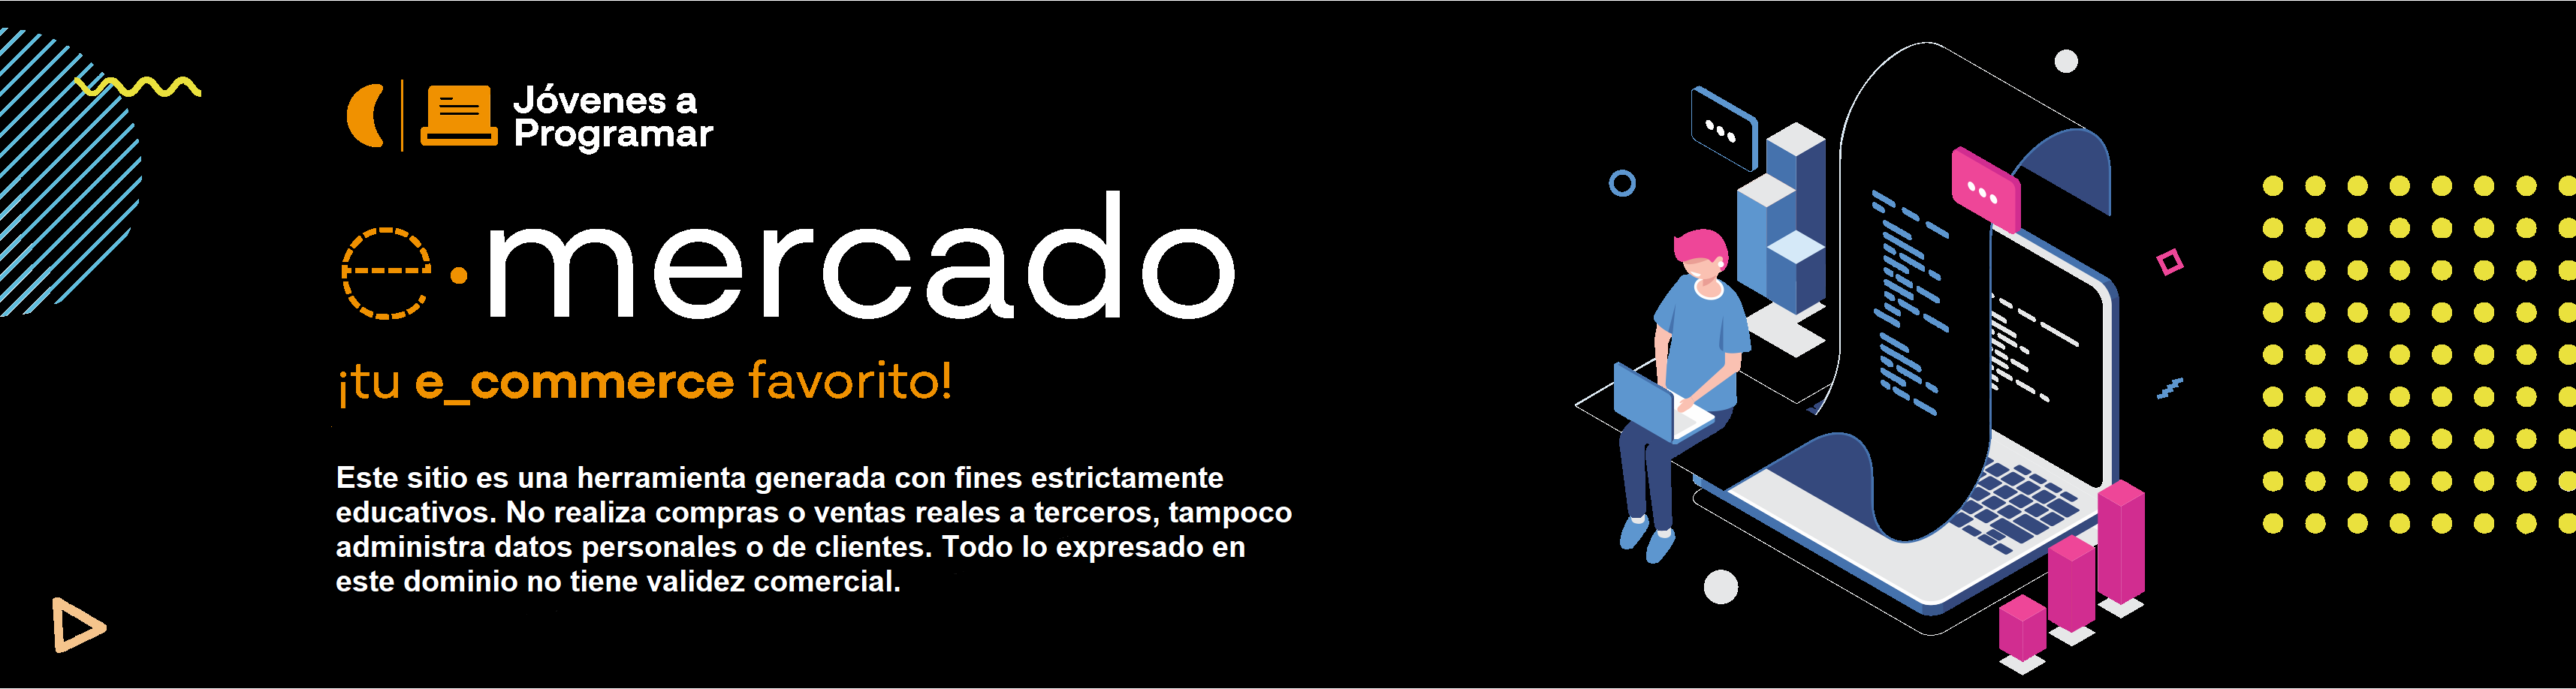 Jóvenes a
Programar
e·mercado
¡tu e_commerce favorito!
Este sitio es una herramienta generada con fines estrictamente
educativos. No realiza compras o ventas reales a terceros, tampoco
administra datos personales o de clientes. Todo lo expresado en
este dominio no tiene validez comercial.